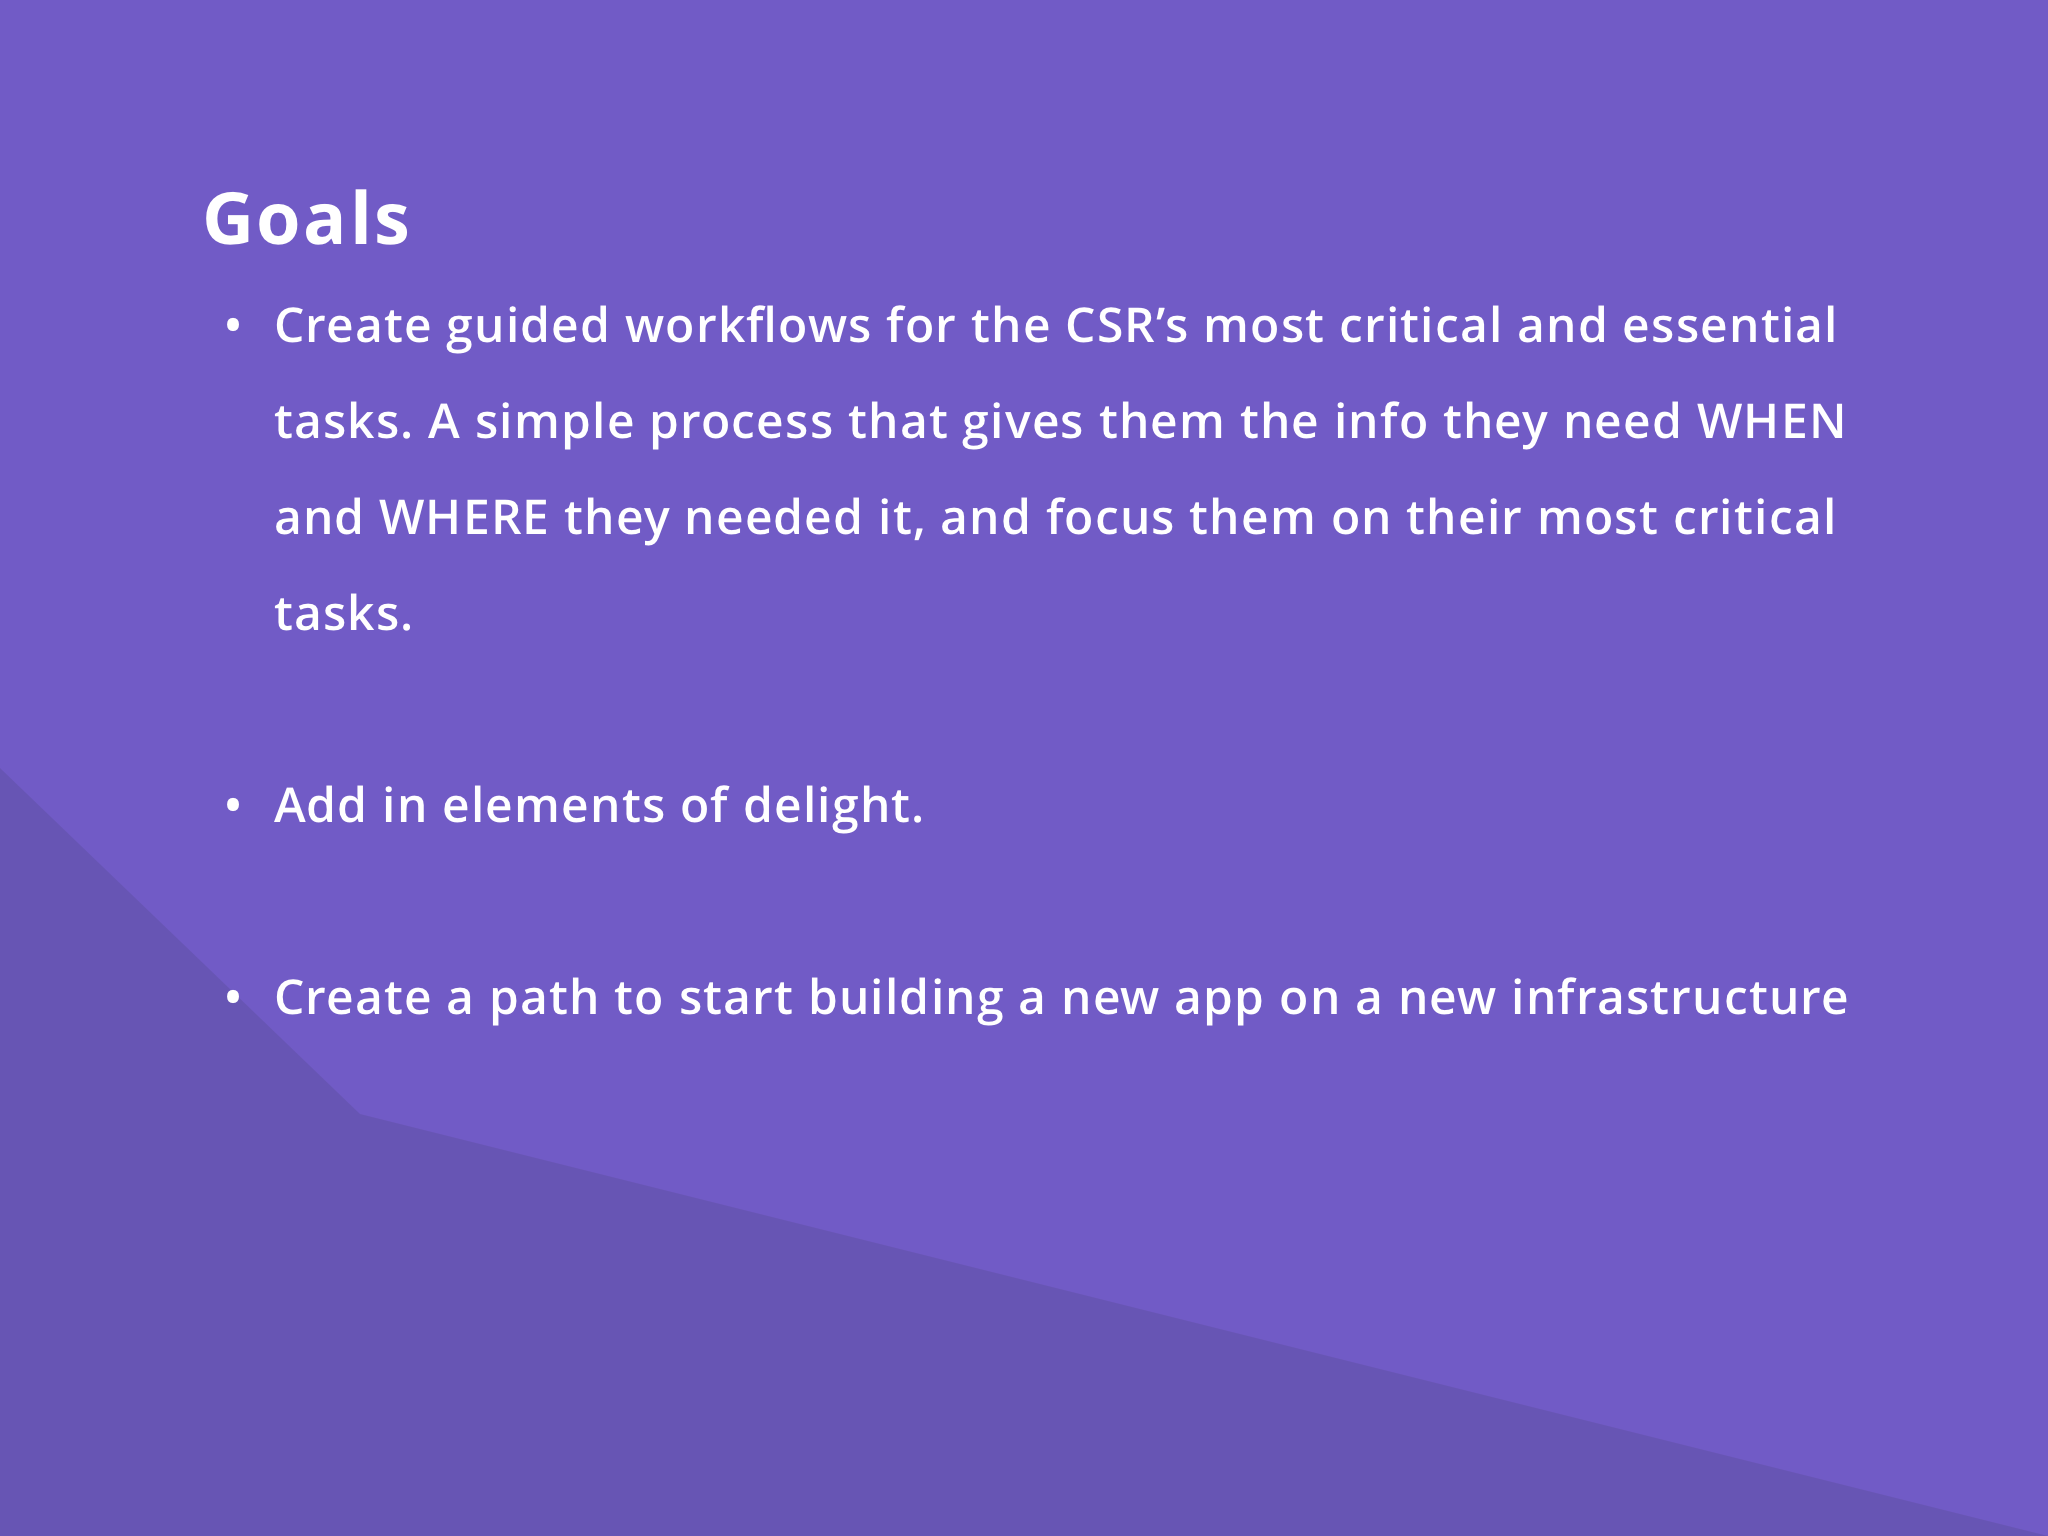 Goals
• Create guided workflows for the CSR’s most critical and essential
tasks. A simple process that gives them the info they need WHEN
and WHERE they needed it, and focus them on their most critical
tasks.
• Add in elements of delight.
• Create a path to start building a new app on a new infrastructure